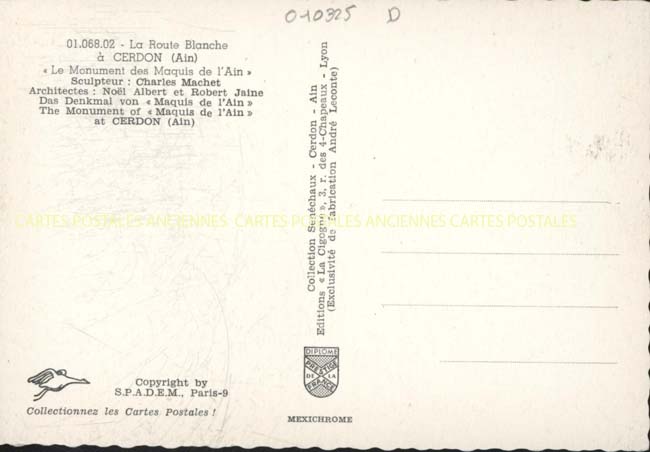 010325 D
01.068.02 - La Route Blanche
à CERDON (Ain)
« Le Monument des Maquis de l'Ain »
Sculpteur : Charles Machet
Architectes : Noël Albert et Robert Jaine
Das Denkmal von « Maquis de l'Ain »
The Monument of « Maquis de l'Ain »
at CERDON (Ain)
CARTES POSTALES ANCIENNES CARTES POSTALES ANCIENNES CARTES POSTALES
Collection Sénéchaux - Cerdon - Ain
Editions « La Cigogne », 3, r. des 4-Chapeaux - Lyon
(Exclusivité de fabrication André Leconte)
DIPLOME
PRESTIGE
DE LA
FRANCE
Copyright by
S.P.A.D.E.M., Paris-9
Collectionnez les Cartes Postales !
MEXICHROME